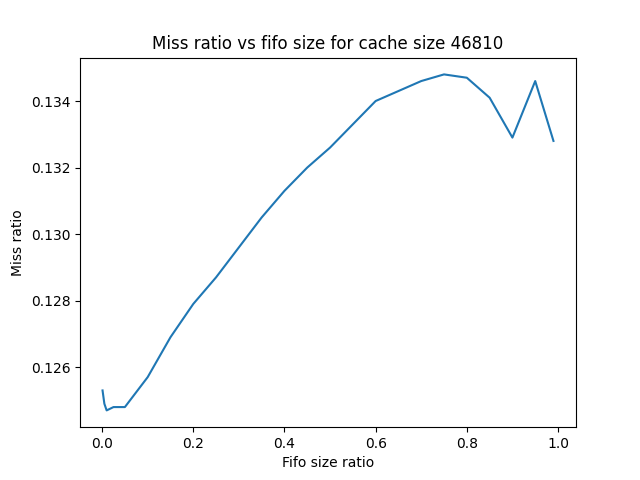 Miss ratio vs fifo size for cache size 46810
Miss ratio
0.134
0.132
0.130
0.128
0.126
0.0 0.2 0.4 0.6 0.8 1.0
Fifo size ratio